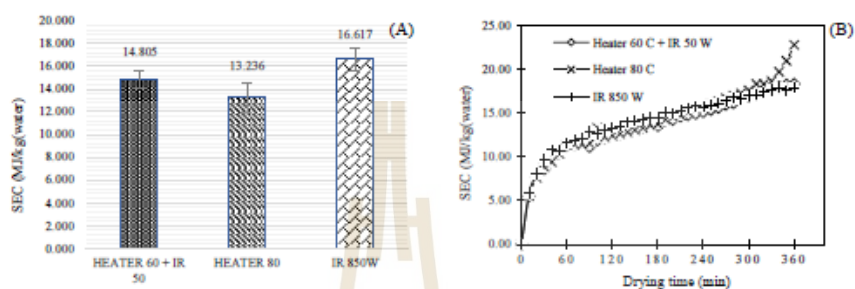 (A)
SEC (MJ/kg(water)
20.000
18.000
16.000
14.000
12.000
10.000
8.000
6.000
4.000
2.000
0.000
14.805
13.236
16.617
HEATER 60 + IR
50
HEATER 80
IR 850W
(B)
SEC (MJ/kg(water)
25.00
20.00
15.00
10.00
5.00
0.00
Heater 60 C + IR 50 W
Heater 80 C
IR 850 W
0 60 120 180 240 300 360
Drying time (min)